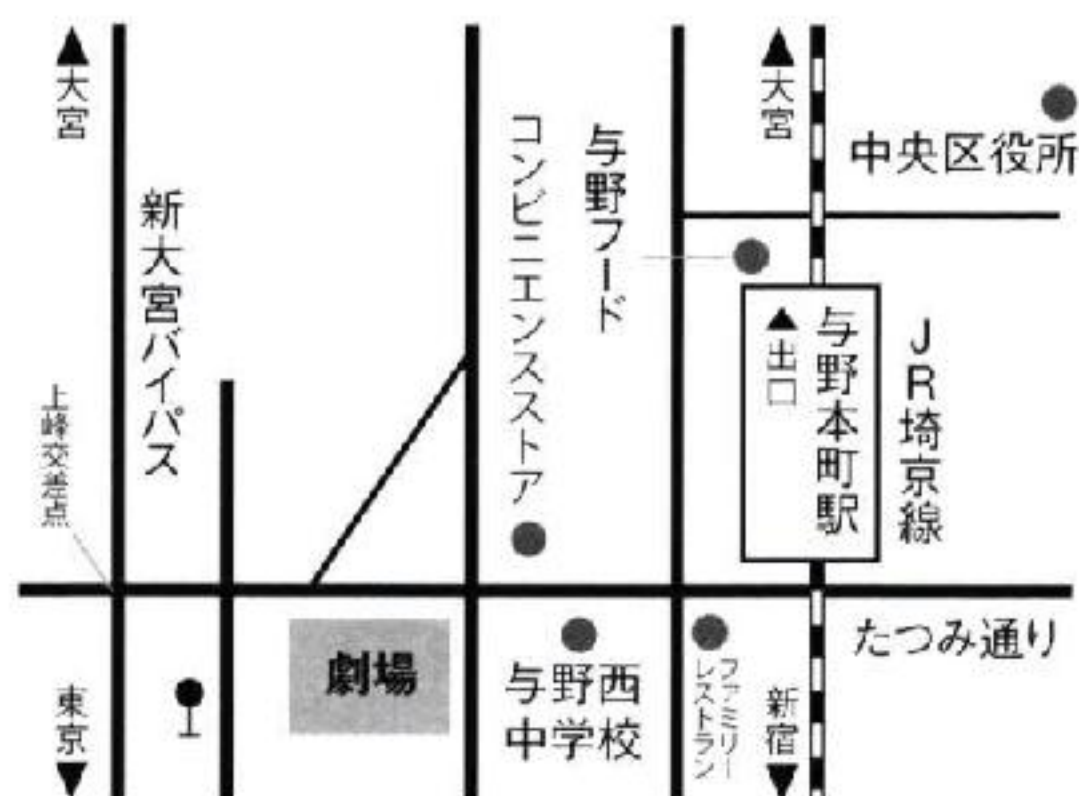 大宮
新大宮バイパス
上峰交差点
東京
コンビニエンスストア
与野フード
大宮
中央区役所
出口
与野本町駅
JR埼京線
たつみ通り
劇場
与野西
中学校
ファミリー
レストラン
新宿